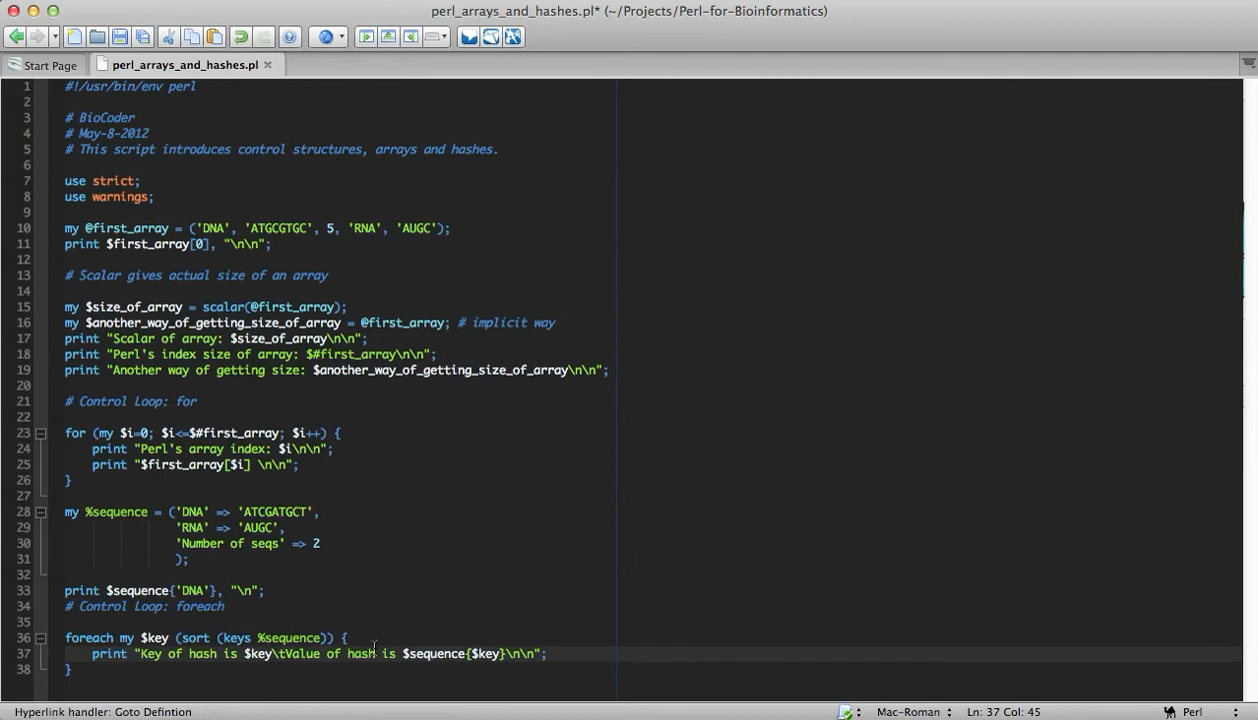 perl_arrays_and_hashes.pl* (~/Projects/Perl-for-Bioinformatics)
Start Page
perl_arrays_and_hashes.pl
1 #!/usr/bin/env perl
2
3 # BioCoder
4 # May-8-2012
5 # This script introduces control structures, arrays and hashes.
6
7 use strict;
8 use warnings;
9
10 my @first_array = ('DNA', 'ATGCGTGC', 5, 'RNA', 'AUGC');
11 print $first_array[0], "\n\n";
12
13 # Scalar gives actual size of an array
14
15 my $size_of_array = scalar(@first_array);
16 my $another_way_of_getting_size_of_array = @first_array; # implicit way
17 print "Scalar of array: $size_of_array\n\n";
18 print "Perl's index size of array: $#first_array\n\n";
19 print "Another way of getting size: $another_way_of_getting_size_of_array\n\n";
20
21 # Control Loop: for
22
23 for (my $i=0; $i<=$#first_array; $i++) {
24 print "Perl's array index: $i\n\n";
25 print "$first_array[$i] \n\n";
26 }
27
28 my %sequence = ('DNA' => 'ATCGATGCT',
29 'RNA' => 'AUGC',
30 'Number of seqs' => 2
31 );
32
33 print $sequence{'DNA'}, "\n";
34 # Control Loop: foreach
35
36 foreach my $key (sort (keys %sequence)) {
37 print "Key of hash is $key\tValue of hash is $sequence{$key}\n\n";
38 }
Hyperlink handler: Goto Defintion
Mac-Roman
Ln: 37 Col: 45
Perl